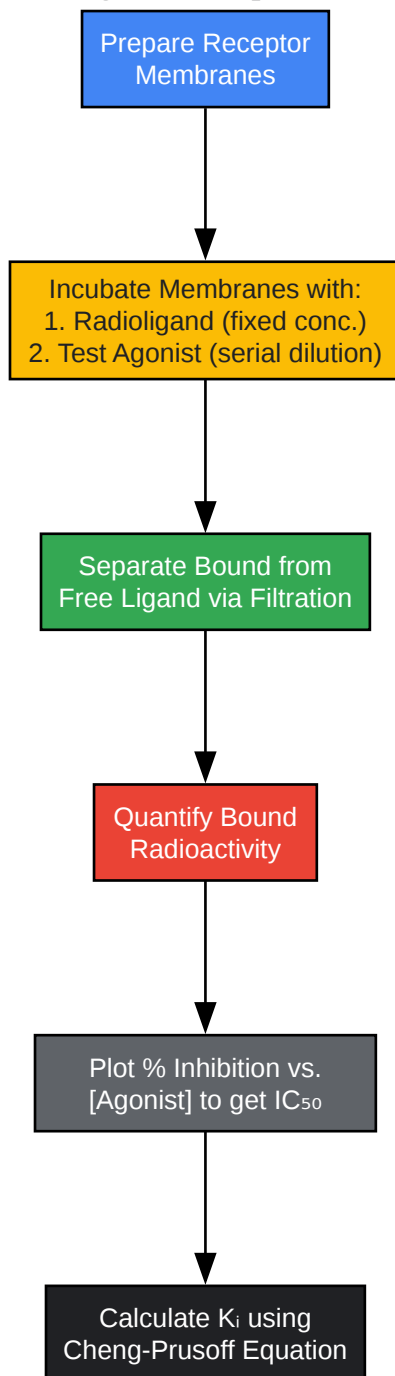 Prepare Receptor
Membranes
Incubate Membranes with:
1. Radioligand (fixed conc.)
2. Test Agonist (serial dilution)
Separate Bound from
Free Ligand via Filtration
Quantify Bound
Radioactivity
Plot % Inhibition vs.
[Agonist] to get IC₅₀
Calculate Kᵢ using
Cheng-Prusoff Equation